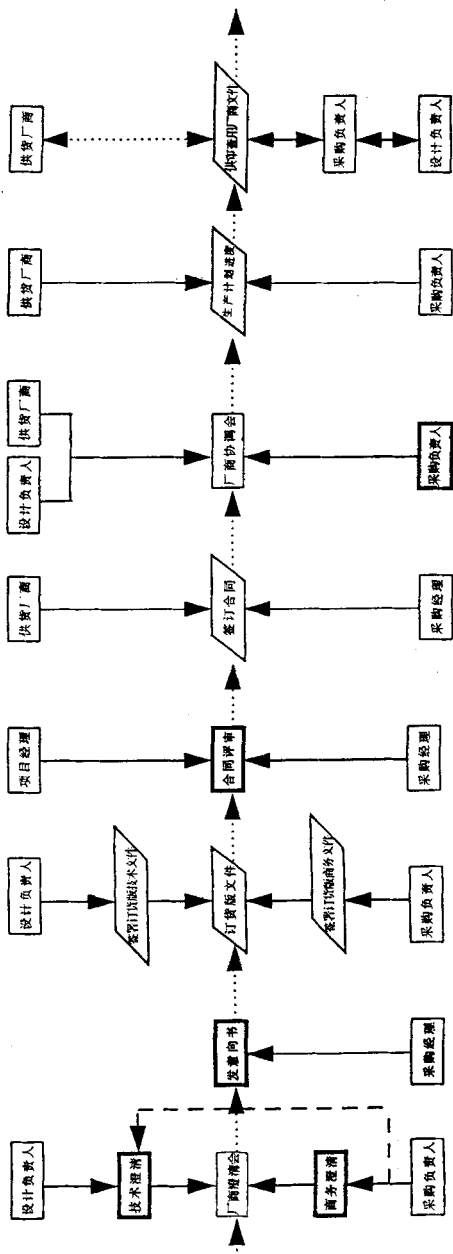 设计负责人
设计负责人
项目经理
供货厂商
设计负责人
供货厂商
供货厂商
供货厂商
技术澄清
签署订货版技术文件
厂商澄清会
发意向书
订货版文件
合同评审
签订合同
厂商协调会
生产计划进度
用厂商文件
商务澄清
签署订货版商务文件
采购负责人
采购负责人
采购经理
采购负责人
采购经理
采购经理
采购负责人
采购负责人
设计负责人